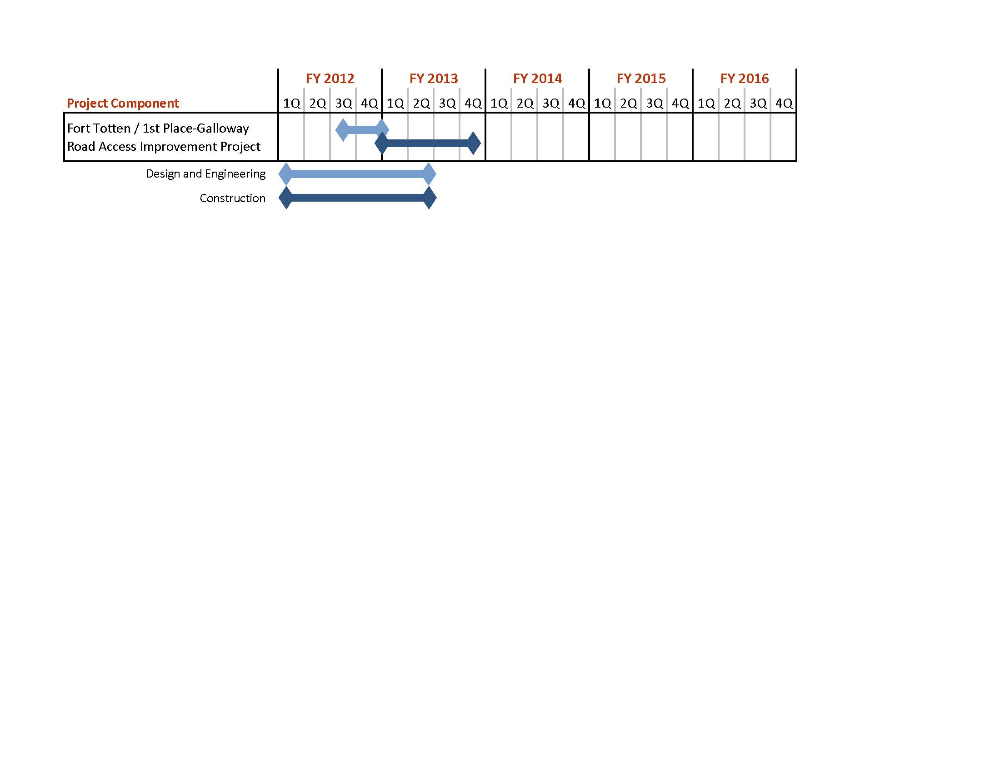 FY 2012 FY 2013 FY 2014 FY 2015 FY 2016
Project Component 1Q 2Q 3Q 4Q 1Q 2Q 3Q 4Q 1Q 2Q 3Q 4Q 1Q 2Q 3Q 4Q 1Q 2Q 3Q 4Q
Fort Totten / 1st Place-Galloway
Road Access Improvement Project
Design and Engineering
Construction